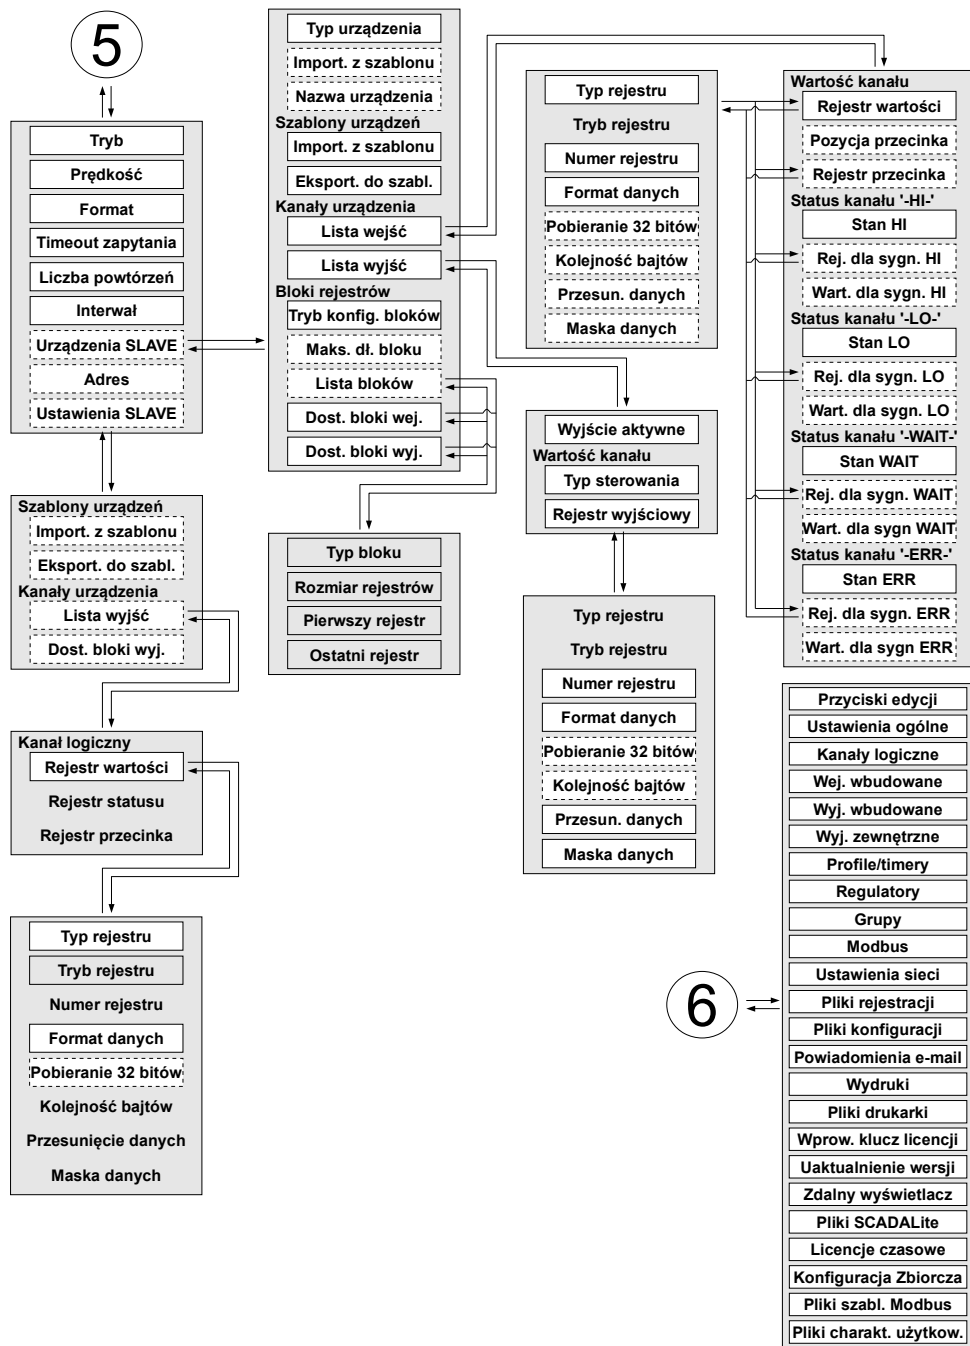 5
Tryb
Prędkość
Format
Timeout zapytania
Liczba powtórzeń
Interwał
Urządzenia SLAVE
Adres
Ustawienia SLAVE
Szablony urządzeń
Import. z szablonu
Eksport. do szabl.
Kanały urządzenia
Lista wyjść
Dost. bloki wyj.
Kanał logiczny
Rejestr wartości
Rejestr statusu
Rejestr przecinka
Typ rejestru
Tryb rejestru
Numer rejestru
Format danych
Pobieranie 32 bitów
Kolejność bajtów
Przesunięcie danych
Maska danych
Typ urządzenia
Import. z szablonu
Nazwa urządzenia
Szablony urządzeń
Import. z szablonu
Eksport. do szabl.
Kanały urządzenia
Lista wejść
Lista wyjść
Bloki rejestrów
Tryb konfig. bloków
Maks. dł. bloku
Lista bloków
Dost. bloki wej.
Dost. bloki wyj.
Typ bloku
Rozmiar rejestrów
Pierwszy rejestr
Ostatni rejestr
Typ rejestru
Tryb rejestru
Numer rejestru
Format danych
Pobieranie 32 bitów
Kolejność bajtów
Przesun. danych
Maska danych
Wyjście aktywne
Wartość kanału
Typ sterowania
Rejestr wyjściowy
Typ rejestru
Tryb rejestru
Numer rejestru
Format danych
Pobieranie 32 bitów
Kolejność bajtów
Przesun. danych
Maska danych
Wartość kanału
Rejestr wartości
Pozycja przecinka
Rejestr przecinka
Status kanału '-HI-'
Stan HI
Rej. dla sygn. HI
Wart. dla sygn. HI
Status kanału '-LO-'
Stan LO
Rej. dla sygn. LO
Wart. dla sygn. LO
Status kanału '-WAIT-'
Stan WAIT
Rej. dla sygn. WAIT
Wart. dla sygn WAIT
Status kanału '-ERR-'
Stan ERR
Rej. dla sygn. ERR
Wart. dla sygn ERR
6
Przyciski edycji
Ustawienia ogólne
Kanały logiczne
Wej. wbudowane
Wyj. wbudowane
Wyj. zewnętrzne
Profile/timery
Regulatory
Grupy
Modbus
Ustawienia sieci
Pliki rejestracji
Pliki konfiguracji
Powiadomienia e-mail
Wydruki
Pliki drukarki
Wprow. klucz licencji
Uaktualnienie wersji
Zdalny wyświetlacz
Pliki SCADALite
Licencje czasowe
Konfiguracja Zbiorcza
Pliki szabl. Modbus
Pliki charakt. użytkow.